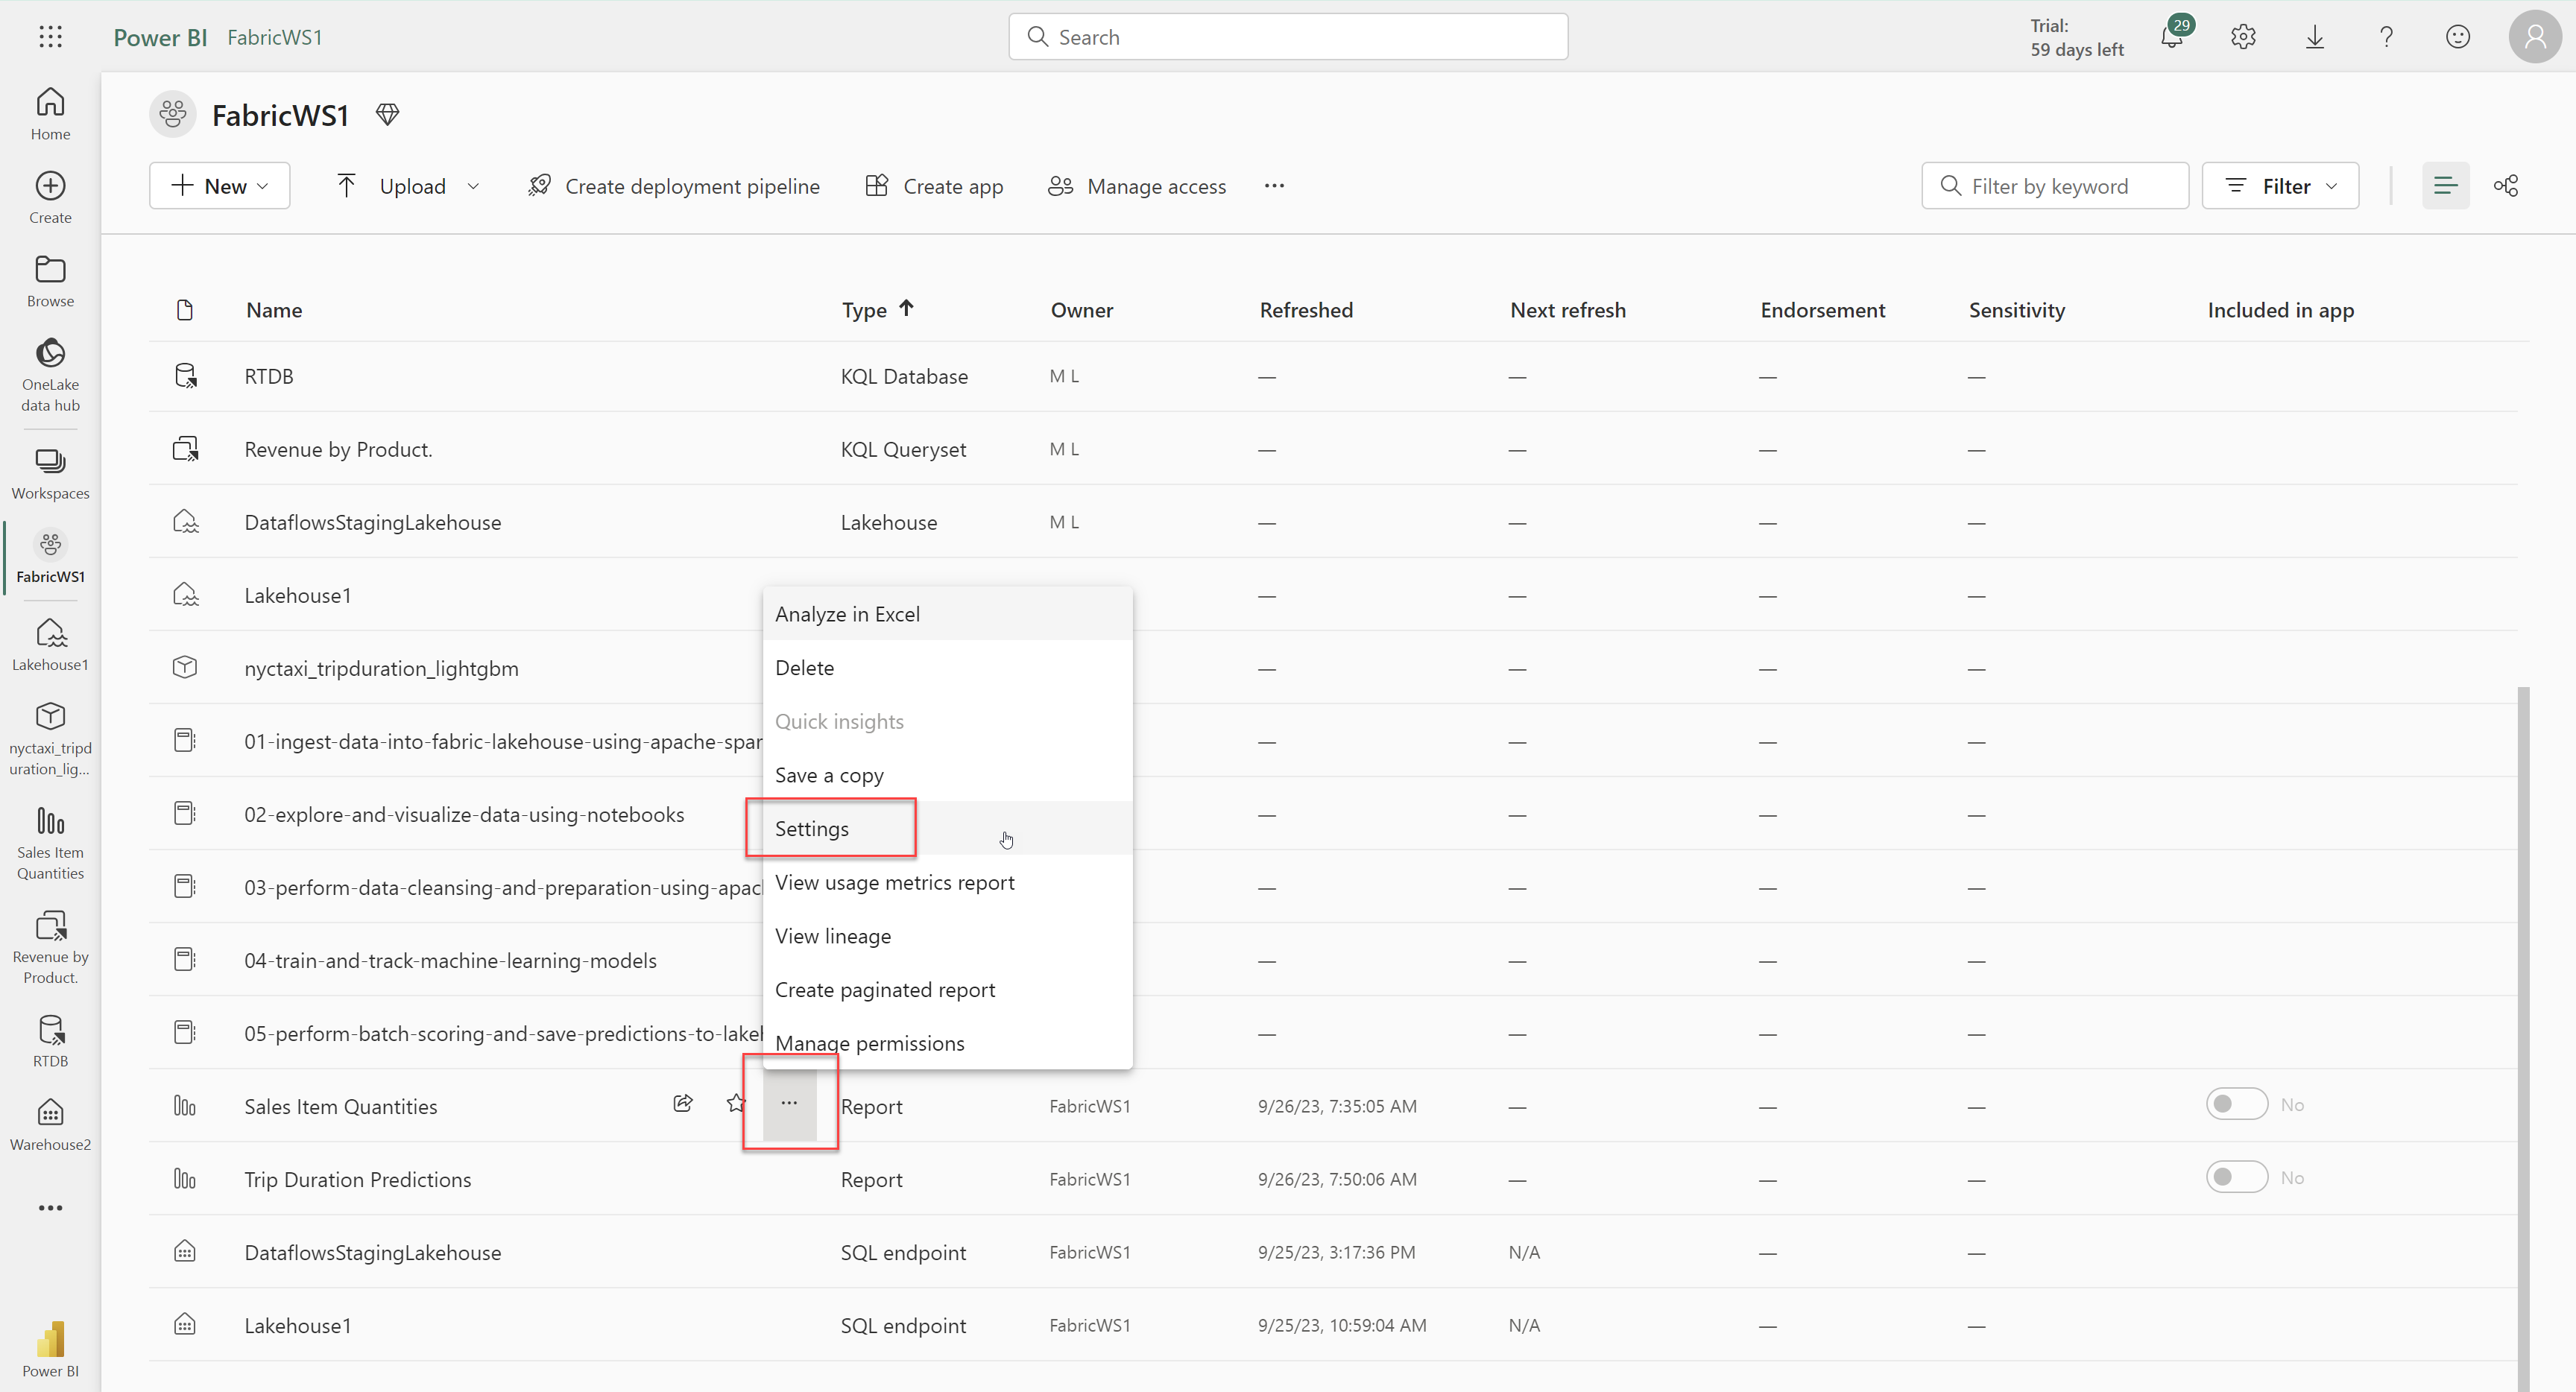 Power BI FabricWS1
Search
Trial:
59 days left
29
Home
Create
Browse
OneLake
data hub
Workspaces
FabricWS1
Lakehouse1
nyctaxi_tripd
uration_lig...
Sales Item
Quantities
Revenue by
Product.
RTDB
Warehouse2
Power BI
FabricWS1
New Upload Create deployment pipeline Create app Manage access ... Filter by keyword Filter
Name Type Owner Refreshed Next refresh Endorsement Sensitivity Included in app
RTDB KQL Database M L — — — —
Revenue by Product. KQL Queryset M L — — — —
DataflowsStagingLakehouse Lakehouse M L — — — —
Lakehouse1 — — — —
nyctaxi_tripduration_lightgbm — — — —
01-ingest-data-into-fabric-lakehouse-using-apache-spar — — — —
02-explore-and-visualize-data-using-notebooks — — — —
03-perform-data-cleansing-and-preparation-using-apac — — — —
04-train-and-track-machine-learning-models — — — —
05-perform-batch-scoring-and-save-predictions-to-lakeh — — — —
Analyze in Excel
Delete
Quick insights
Save a copy
Settings
View usage metrics report
View lineage
Create paginated report
Manage permissions
Sales Item Quantities ... Report FabricWS1 9/26/23, 7:35:05 AM — — — No
Trip Duration Predictions Report FabricWS1 9/26/23, 7:50:06 AM — — — No
DataflowsStagingLakehouse SQL endpoint FabricWS1 9/25/23, 3:17:36 PM N/A — —
Lakehouse1 SQL endpoint FabricWS1 9/25/23, 10:59:04 AM N/A — —